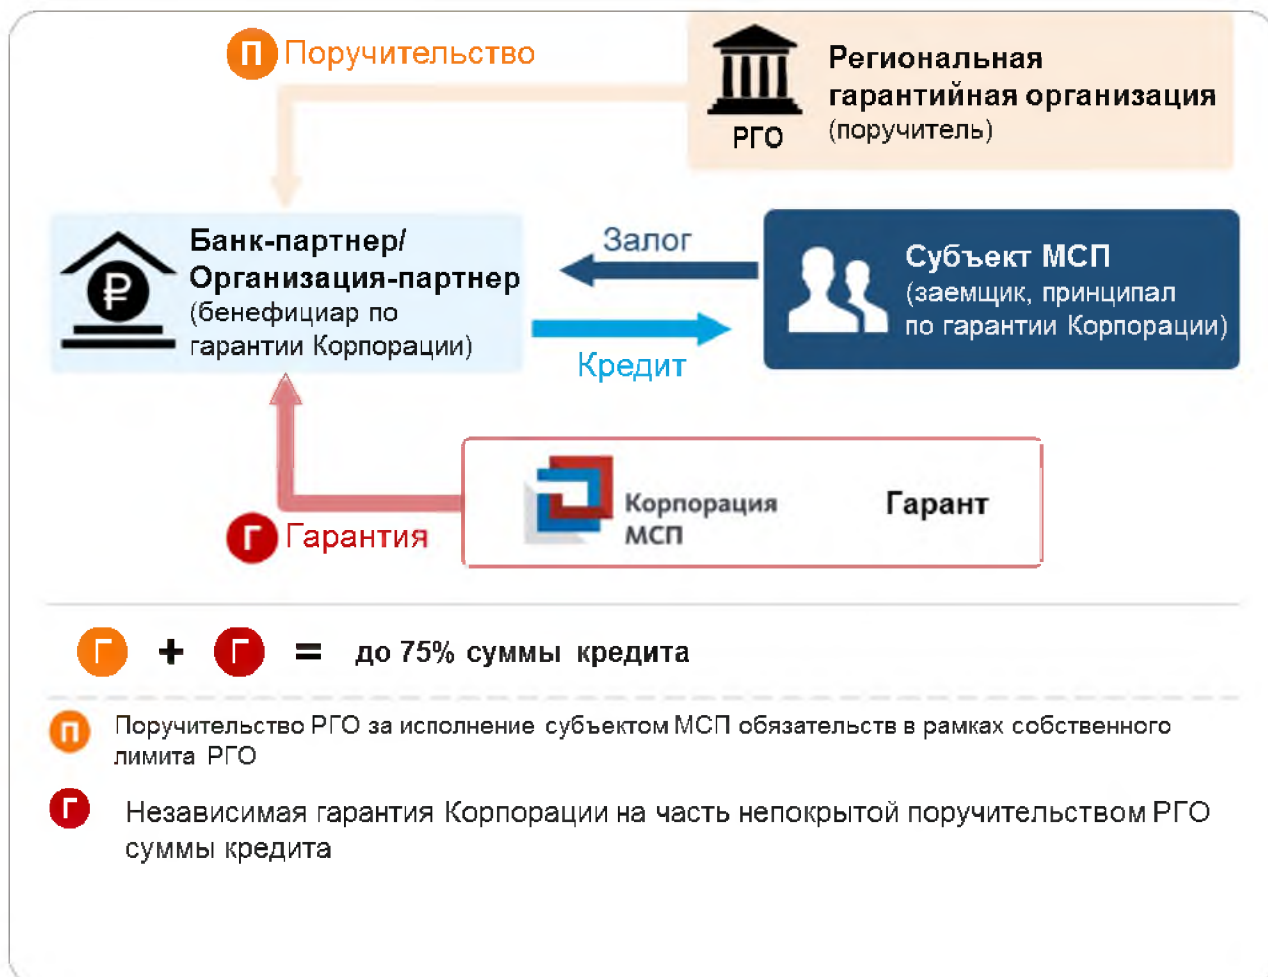 П Поручительство
РГО
Региональная
гарантийная организация
(поручитель)
Банк-партнер/
Организация-партнер
(бенефициар по
гарантии Корпорации)
Залог
Кредит
Субъект МСП
(заемщик, принципал
по гарантии Корпорации)
Г Гарантия
Корпорация
МСП
Гарант
Г + Г = до 75% суммы кредита
П Поручительство РГО за исполнение субъектом МСП обязательств в рамках собственного
лимита РГО
Г Независимая гарантия Корпорации на часть непокрытой поручительством РГО
суммы кредита